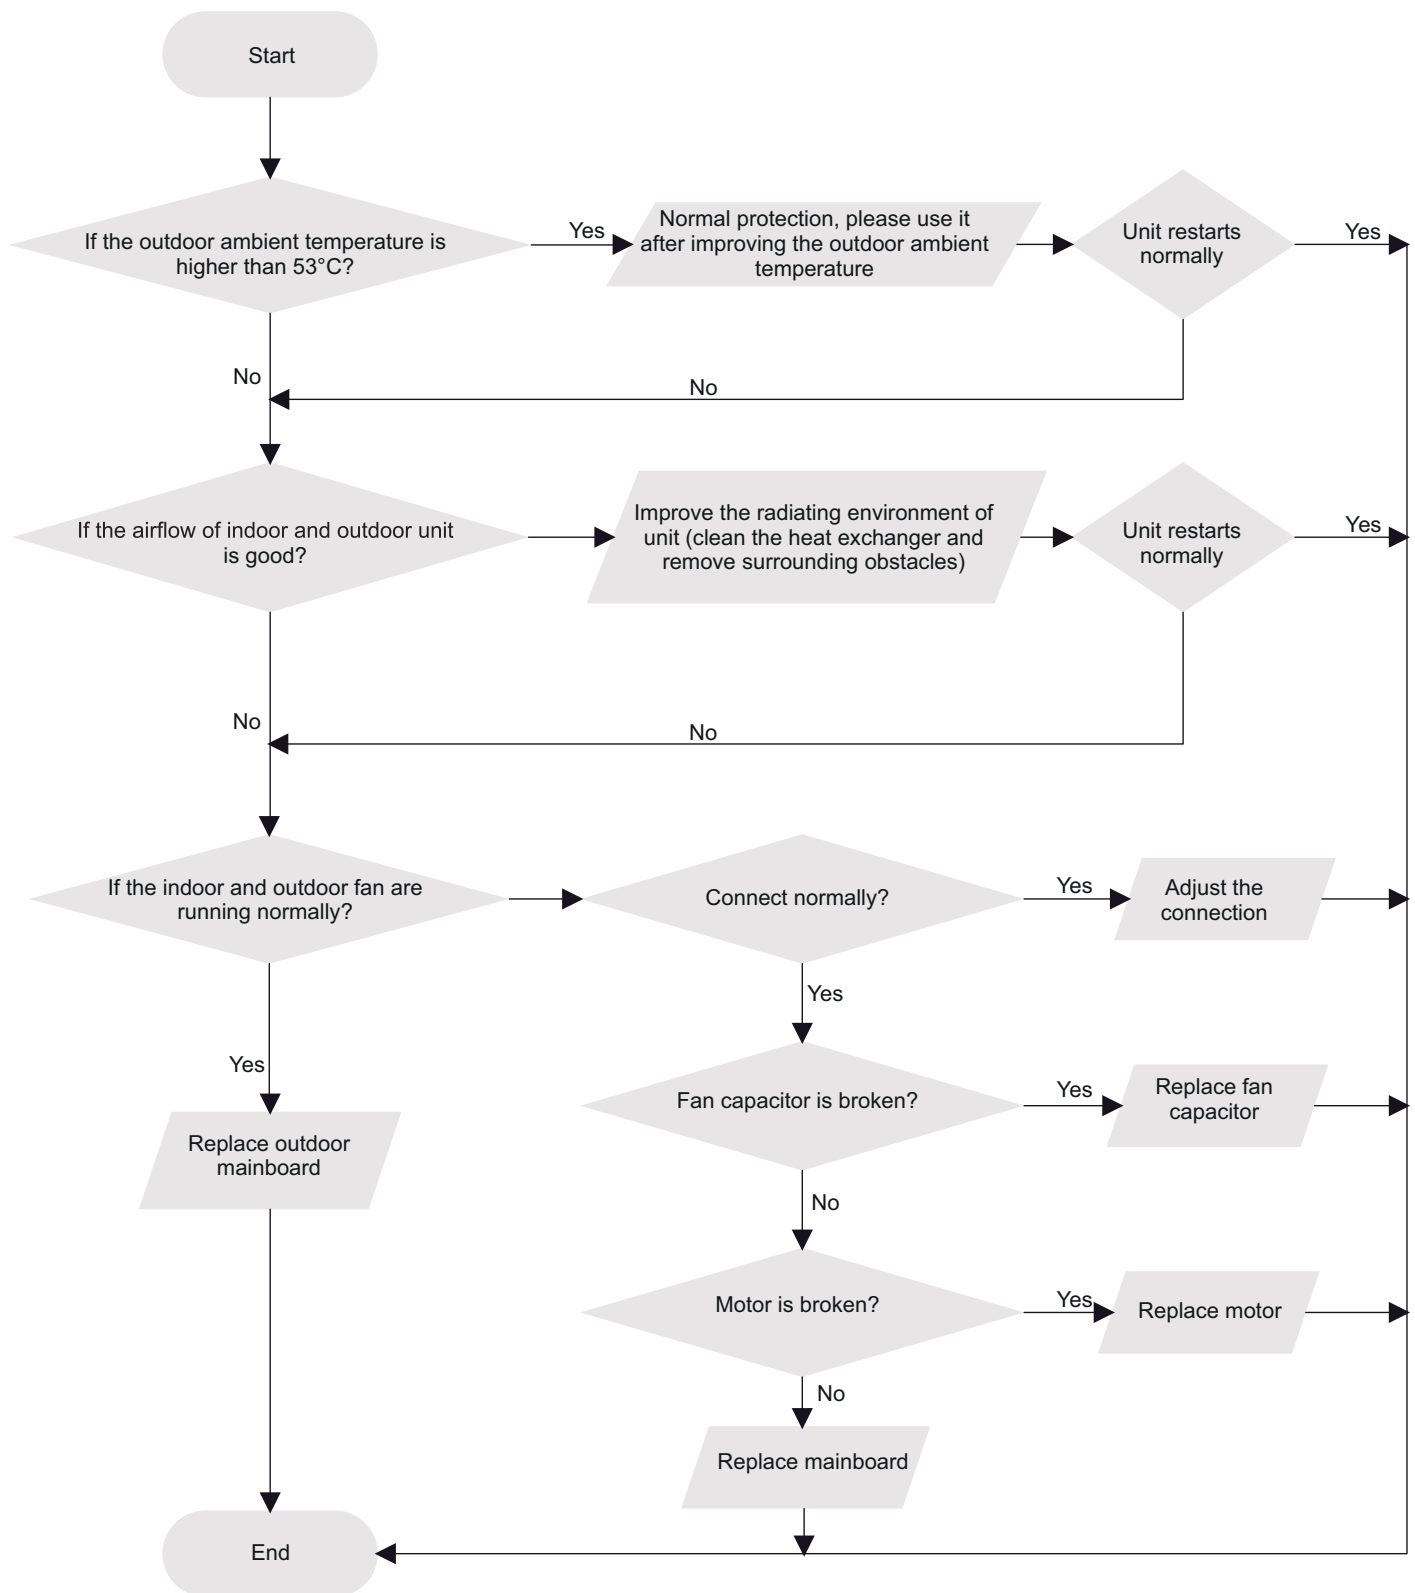 Start
If the outdoor ambient temperature is
higher than 53°C?
Yes
Normal protection, please use it
after improving the outdoor ambient
temperature
Unit restarts
normally
Yes
No
No
If the airflow of indoor and outdoor unit
is good?
Improve the radiating environment of
unit (clean the heat exchanger and
remove surrounding obstacles)
Unit restarts
normally
Yes
No
No
If the indoor and outdoor fan are
running normally?
Connect normally?
Yes
Adjust the
connection
Yes
Yes
Fan capacitor is broken?
Yes
Replace fan
capacitor
Replace outdoor
mainboard
No
Motor is broken?
Yes
Replace motor
No
Replace mainboard
End